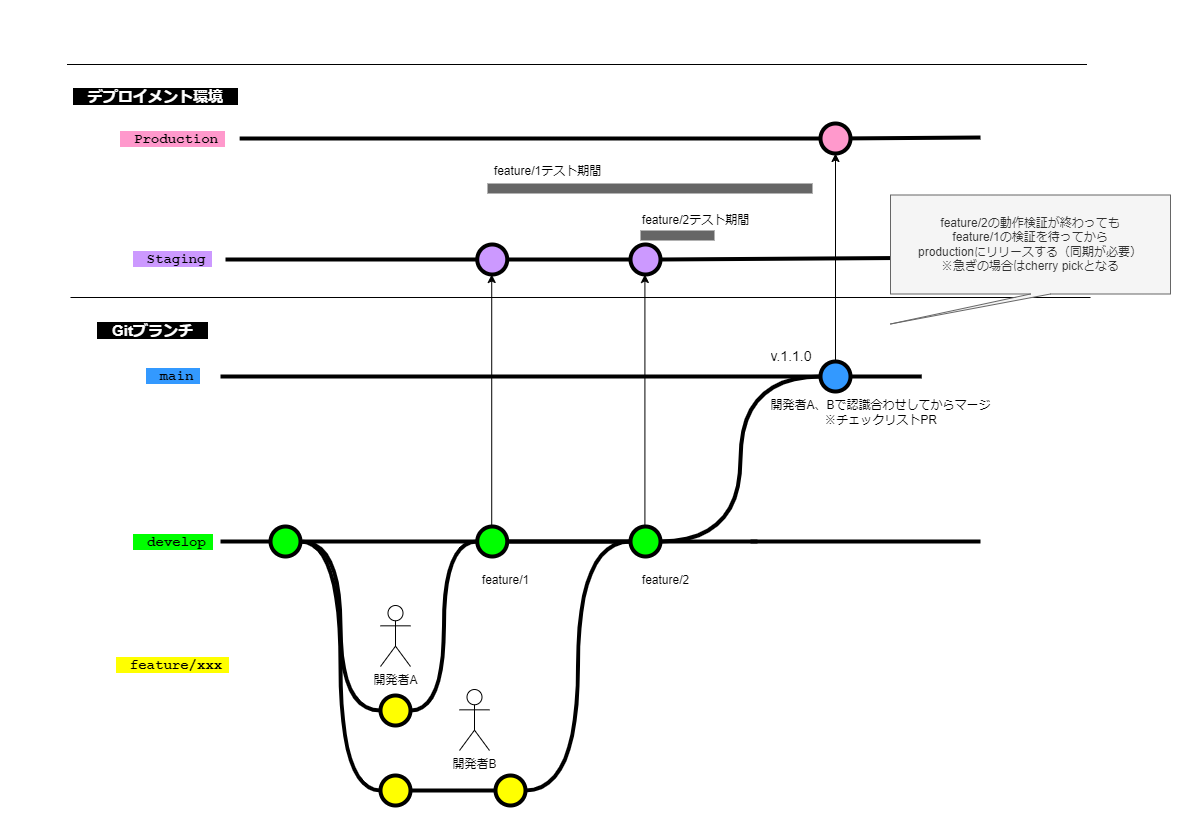 デプロイメント環境
Production
feature/1テスト期間
feature/2テスト期間
Staging
feature/2の動作検証が終わっても
feature/1の検証を待ってから
productionにリリースする（同期が必要）
※急ぎの場合はcherry pickとなる
Gitブランチ
v.1.1.0
main
開発者A、Bで認識合わせしてからマージ
※チェックリストPR
develop
feature/1
feature/2
feature/xxx
開発者A
開発者B